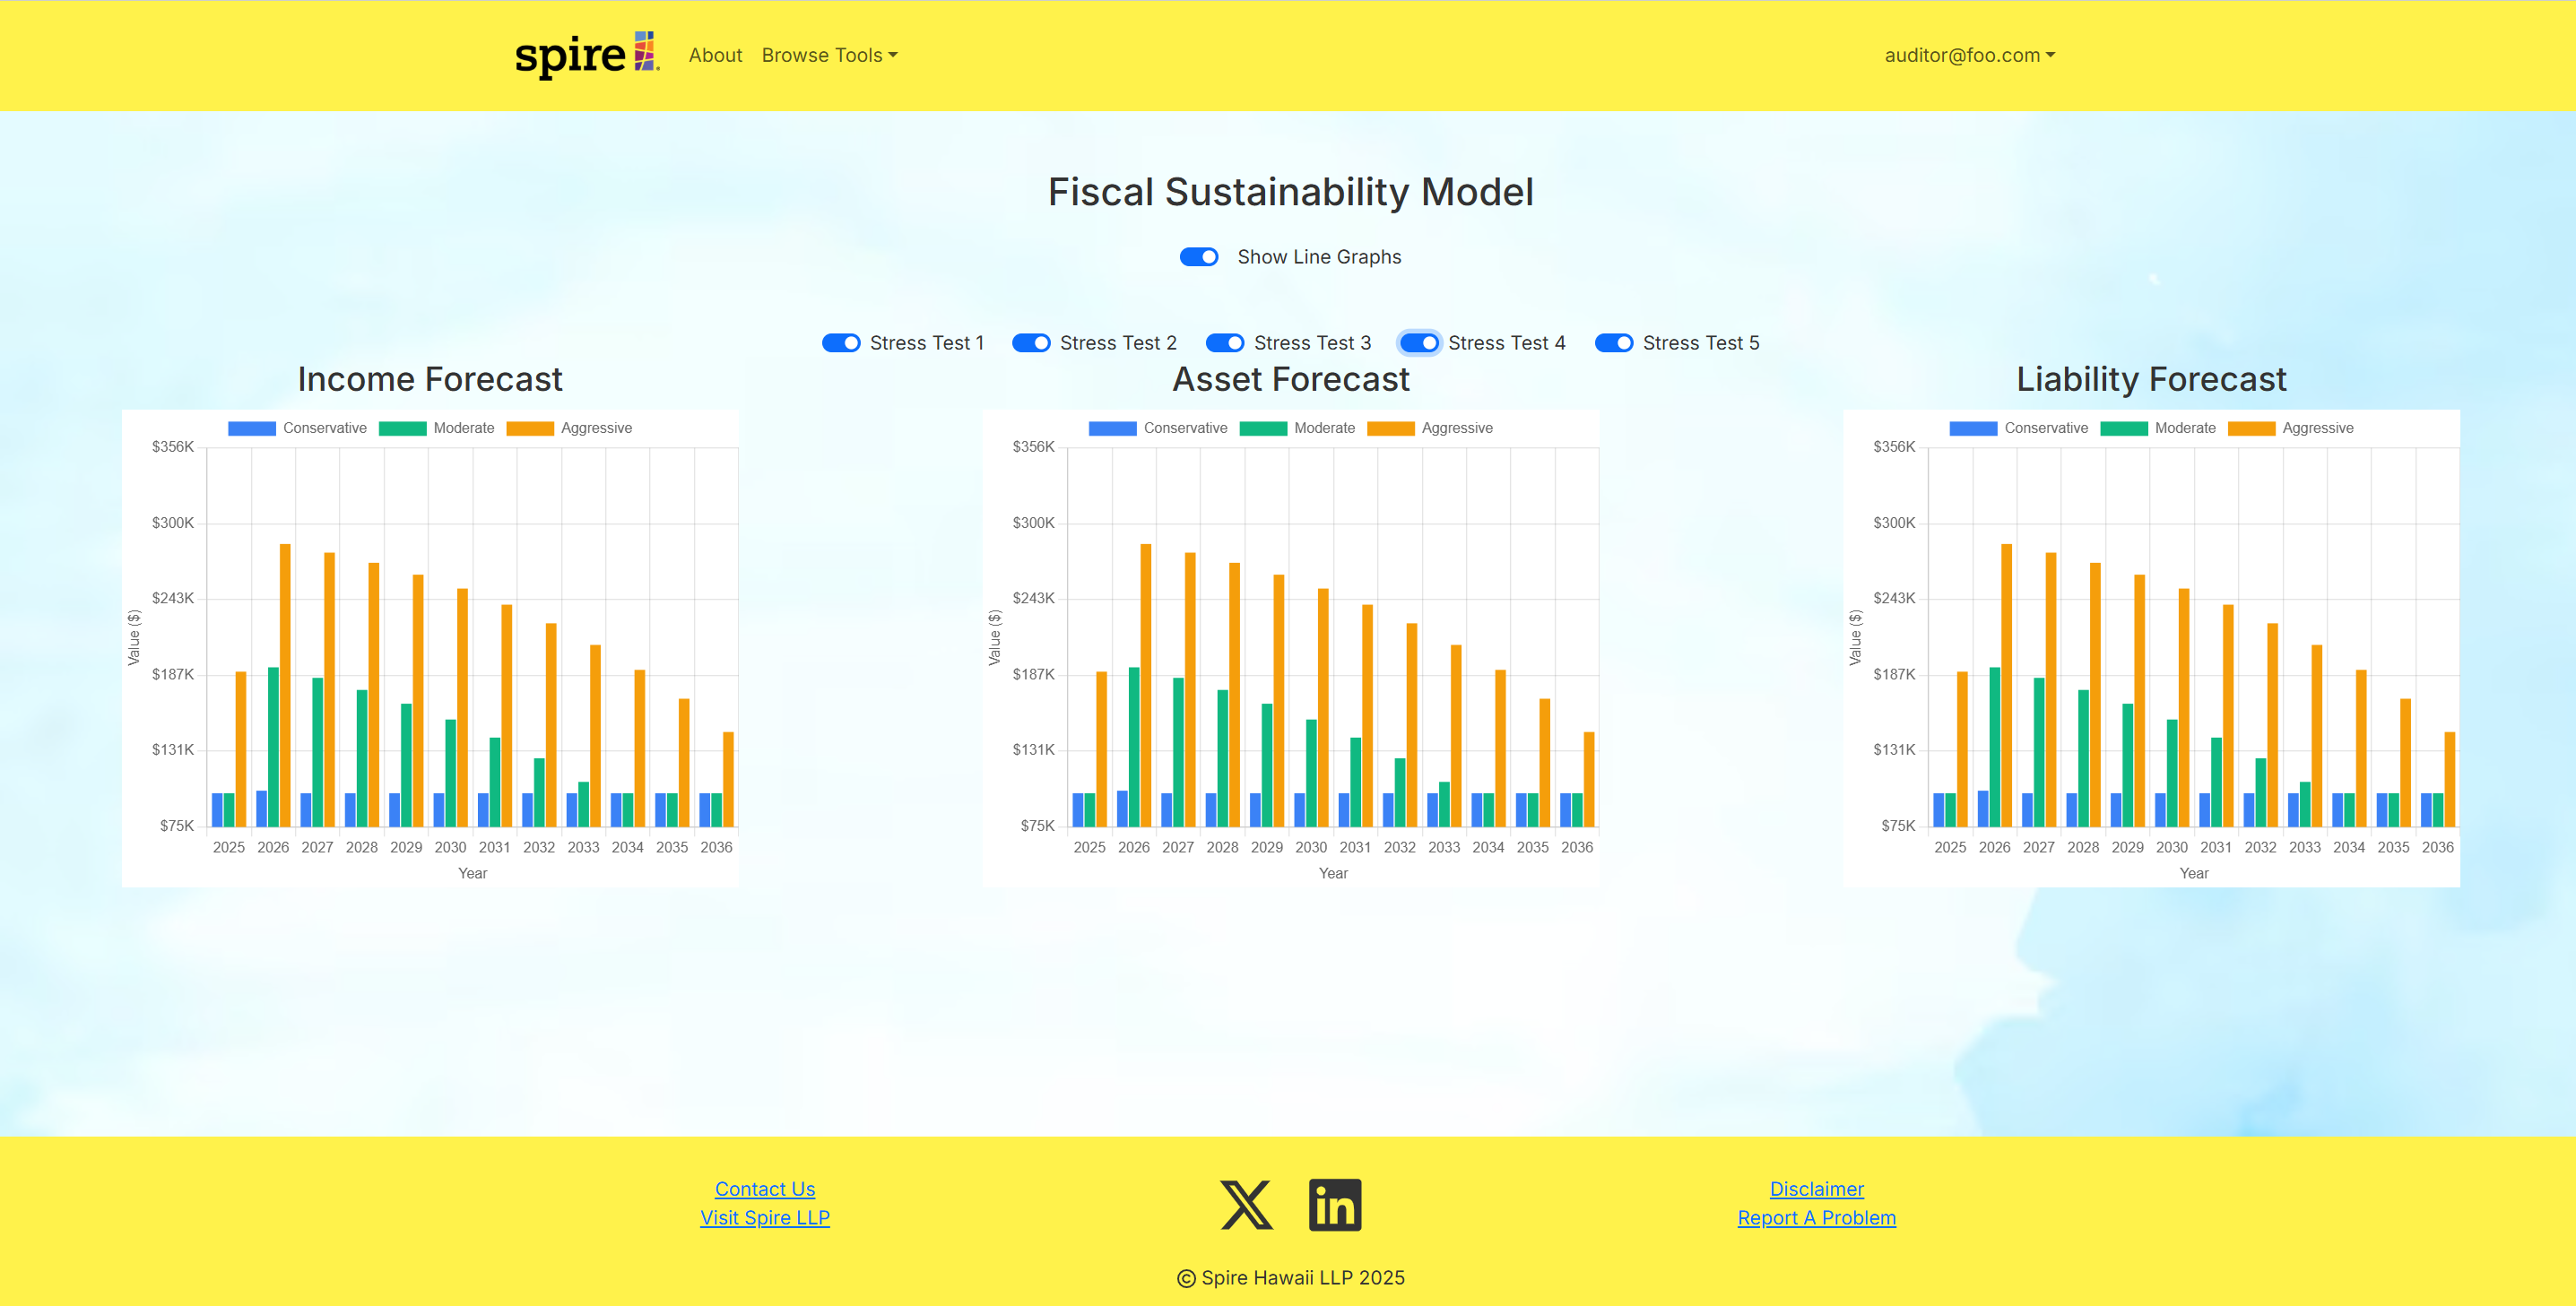 spire
About Browse Tools auditor@foo.com
Fiscal Sustainability Model
Show Line Graphs
Stress Test 1 Stress Test 2 Stress Test 3 Stress Test 4 Stress Test 5
Income Forecast
Conservative Moderate Aggressive
$356K
$300K
$243K
$187K
$131K
$75K
Value ($)
2025 2026 2027 2028 2029 2030 2031 2032 2033 2034 2035 2036
Year
Asset Forecast
Conservative Moderate Aggressive
$356K
$300K
$243K
$187K
$131K
$75K
Value ($)
2025 2026 2027 2028 2029 2030 2031 2032 2033 2034 2035 2036
Year
Liability Forecast
Conservative Moderate Aggressive
$356K
$300K
$243K
$187K
$131K
$75K
Value ($)
2025 2026 2027 2028 2029 2030 2031 2032 2033 2034 2035 2036
Year
Contact Us
Visit Spire LLP
X in
Disclaimer
Report A Problem
© Spire Hawaii LLP 2025